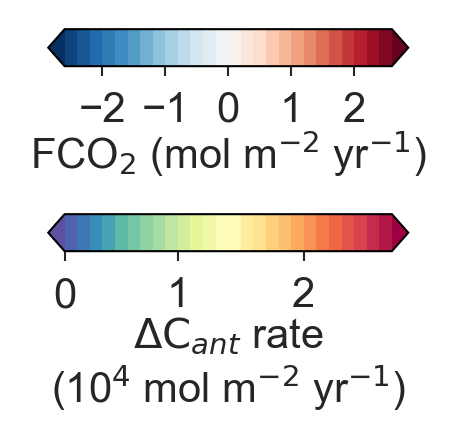 −2 −1 0 1 2
FCO₂ (mol m⁻² yr⁻¹)
0 1 2
ΔCₐₙₜ rate
(10⁴ mol m⁻² yr⁻¹)